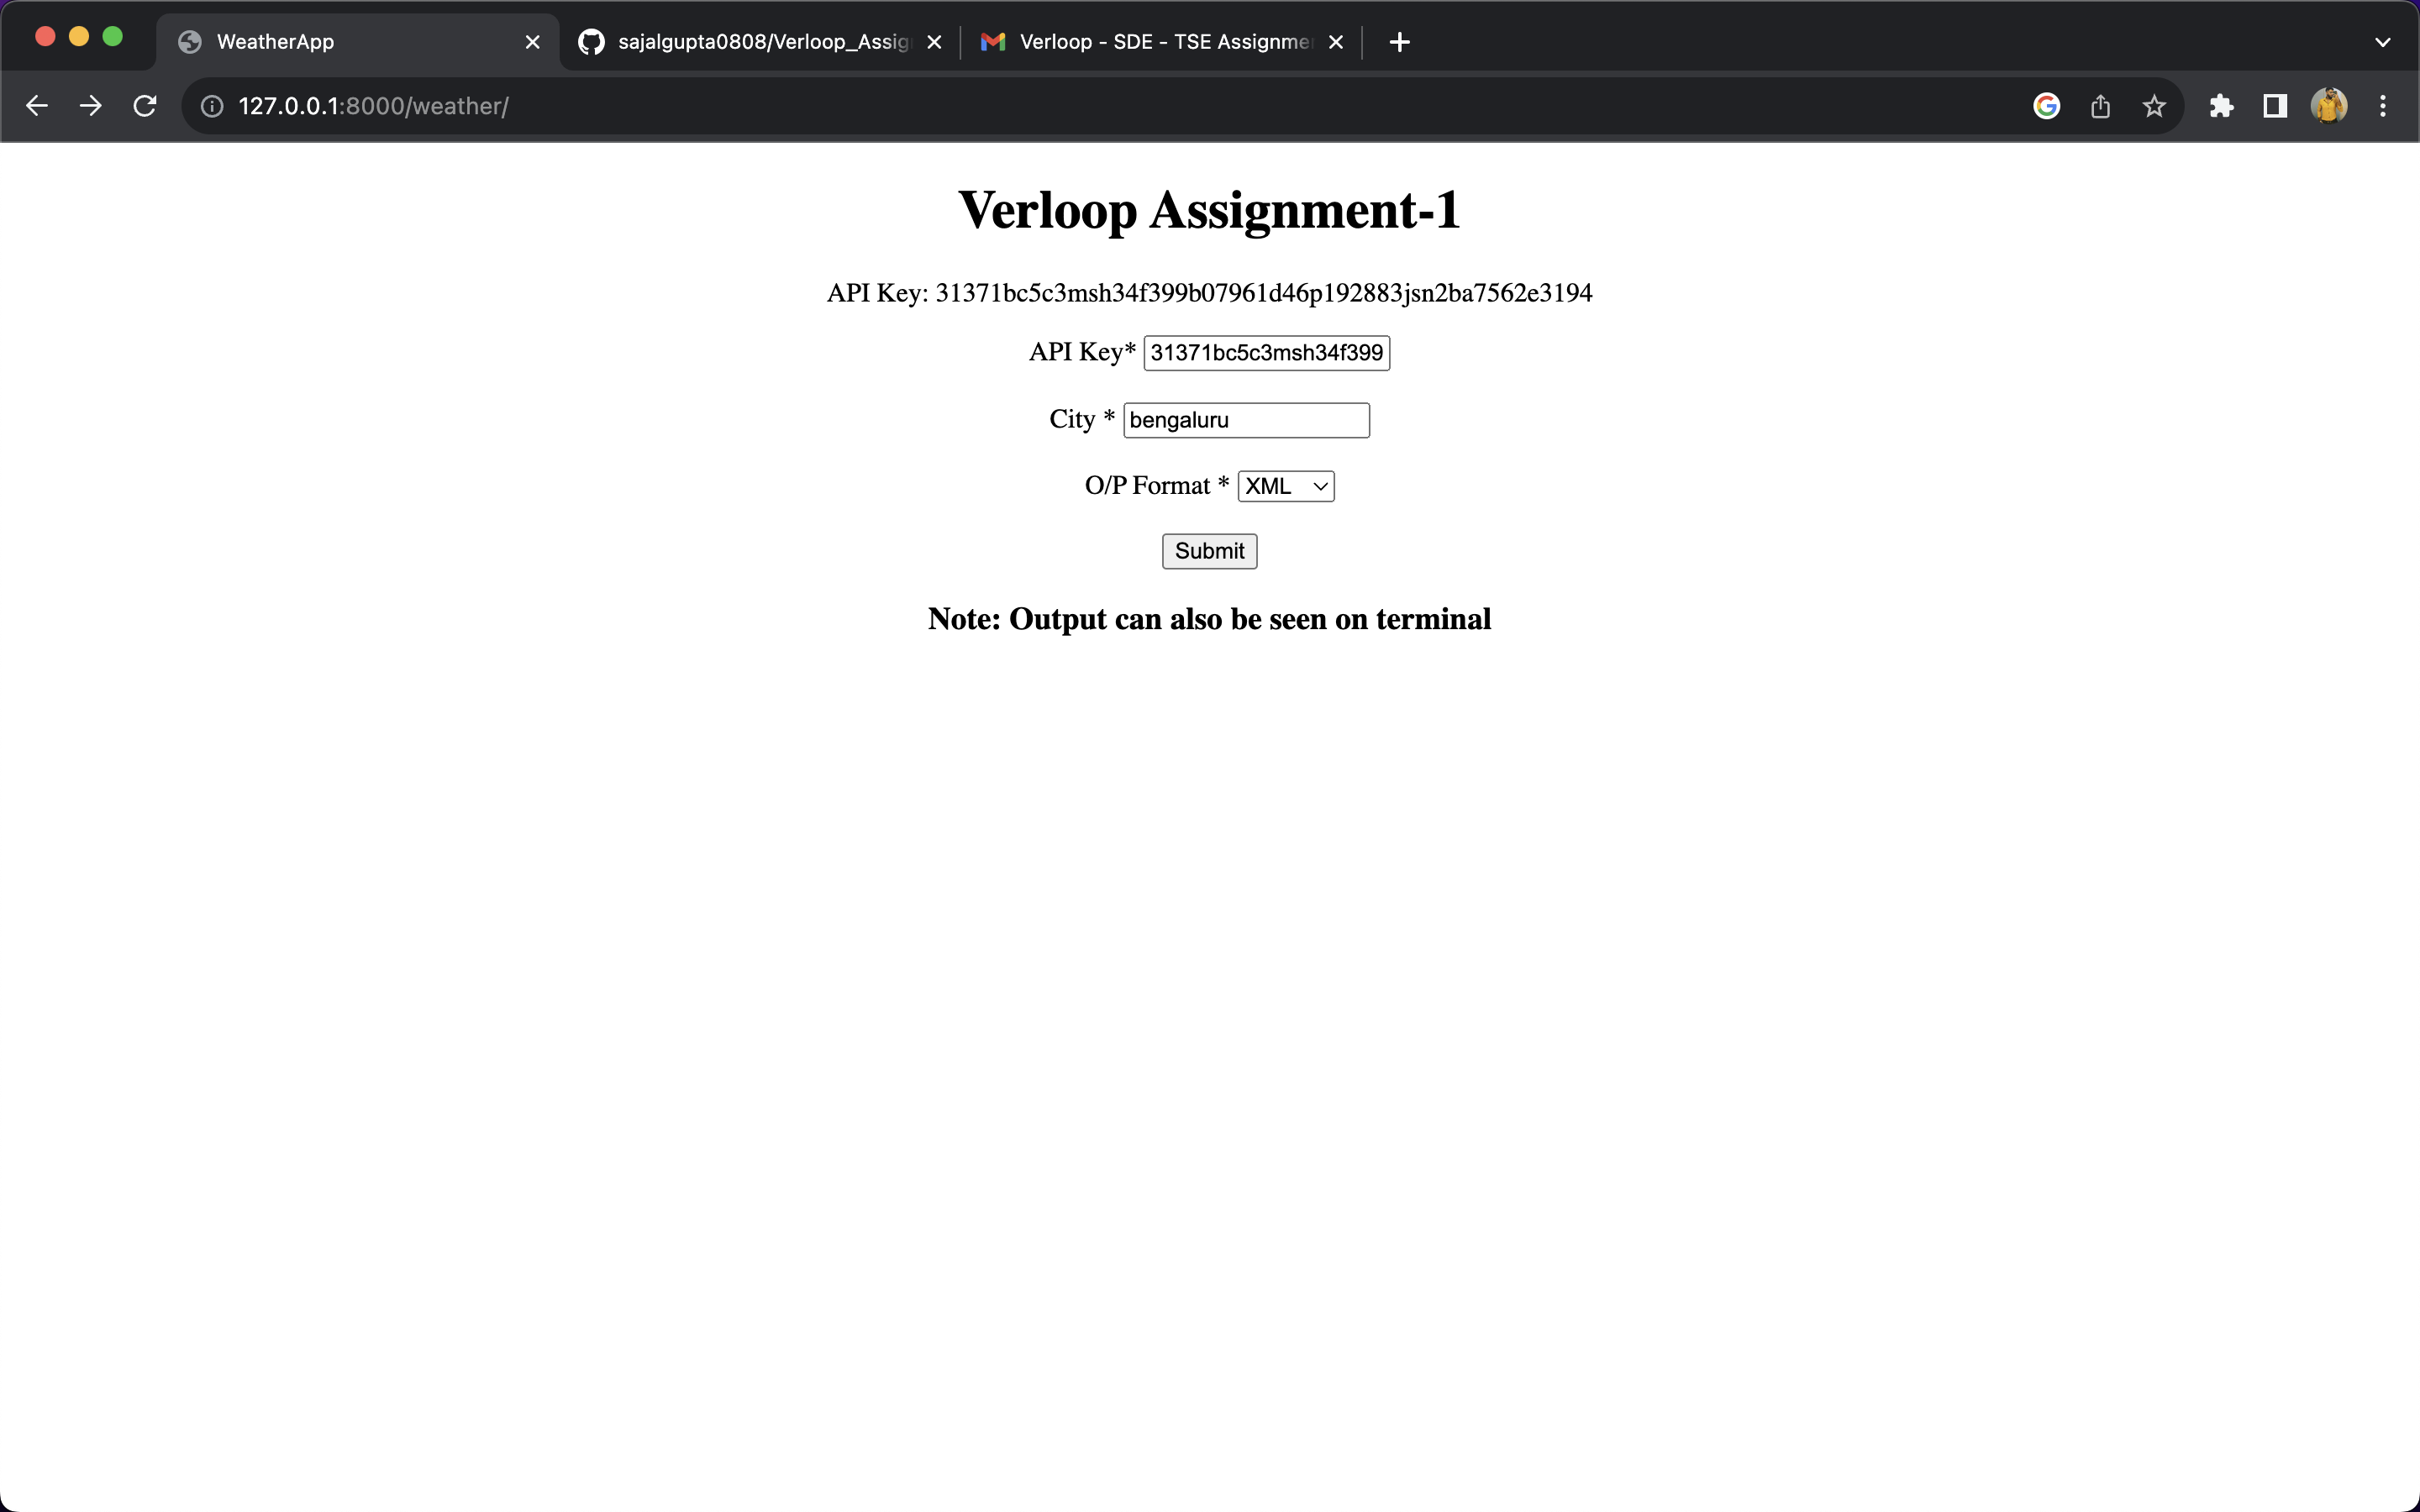 WeatherApp
sajalgupta0808/Verloop_Assig
Verloop - SDE - TSE Assignme
127.0.0.1:8000/weather/
Verloop Assignment-1
API Key: 31371bc5c3msh34f399b07961d46p192883jsn2ba7562e3194
API Key* 31371bc5c3msh34f399
City * bengaluru
O/P Format * XML
Submit
Note: Output can also be seen on terminal